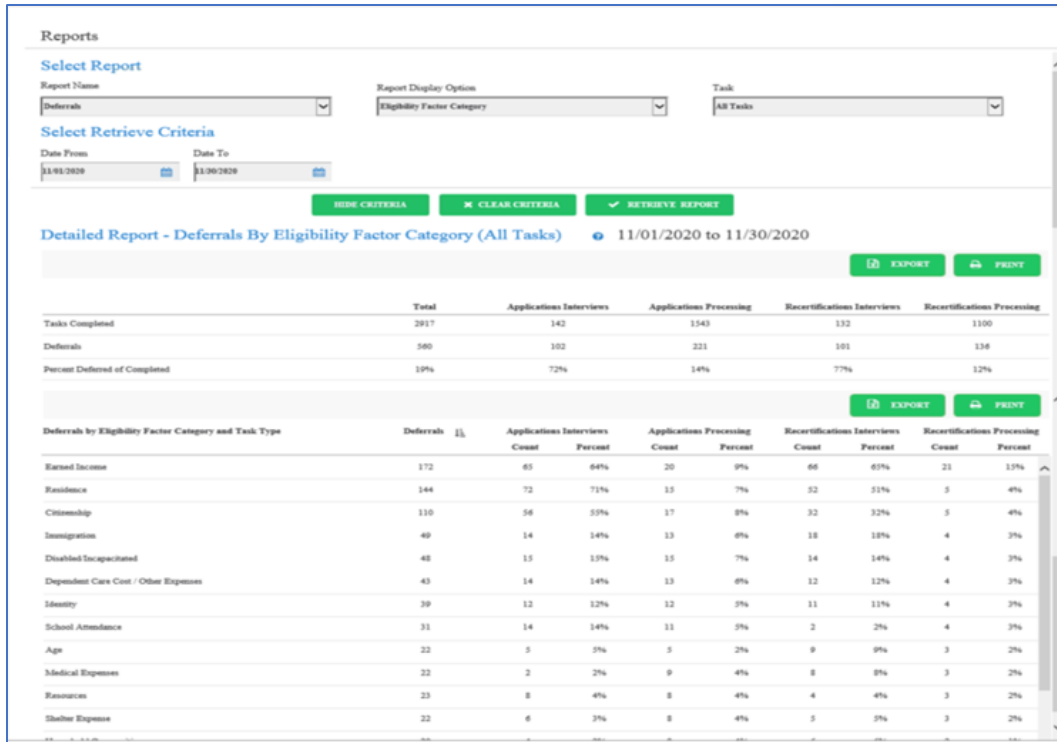 Reports
Select Report
Report Name Report Display Option Task
Deferrals Eligibility Factor Category All Tasks
Select Retrieve Criteria
Date From Date To
11/01/2020 11/30/2020
HIDE CRITERIA CLEAR CRITERIA RETRIEVE REPORT
Detailed Report - Deferrals By Eligibility Factor Category (All Tasks) 11/01/2020 to 11/30/2020
EXPORT PRINT
Total Applications Interviews Applications Processing Recertifications Interviews Recertifications Processing
Tasks Completed 2917 142 1543 132 1100
Deferrals 560 102 221 101 136
Percent Deferred of Completed 19% 72% 14% 77% 12%
EXPORT PRINT
Deferrals by Eligibility Factor Category and Task Type Deferrals Applications Interviews Applications Processing Recertifications Interviews Recertifications Processing
Count Percent Count Percent Count Percent Count Percent
Earned Income 172 65 64% 20 9% 66 65% 21 15%
Residence 144 72 71% 15 7% 52 51% 5 4%
Citizenship 110 56 55% 17 8% 32 32% 5 4%
Immigration 49 14 14% 13 6% 18 18% 4 3%
Disabled/Incapacitated 48 15 15% 15 7% 14 14% 4 3%
Dependent Care Cost / Other Expenses 43 14 14% 13 6% 12 12% 4 3%
Identity 39 12 12% 12 5% 11 11% 4 3%
School Attendance 31 14 14% 11 5% 2 2% 4 3%
Age 22 5 5% 5 2% 9 9% 3 2%
Medical Expenses 22 2 2% 9 4% 8 8% 3 2%
Resources 23 8 4% 8 4% 4 4% 3 2%
Shelter Expense 22 6 3% 8 4% 5 5% 3 2%